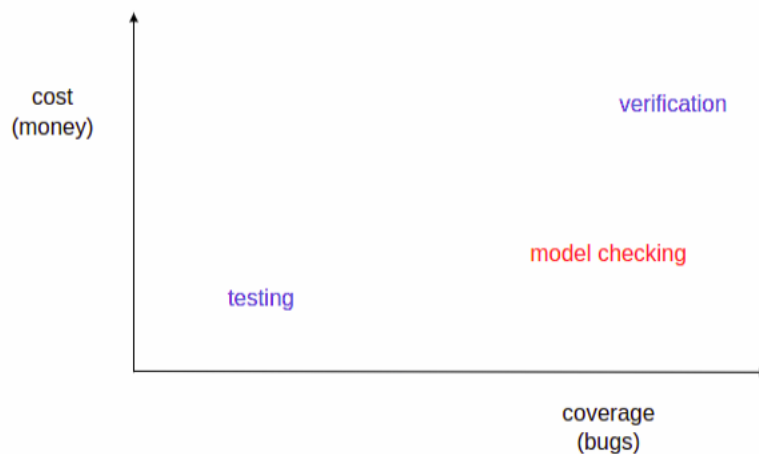 cost
(money)
verification
model checking
testing
coverage
(bugs)